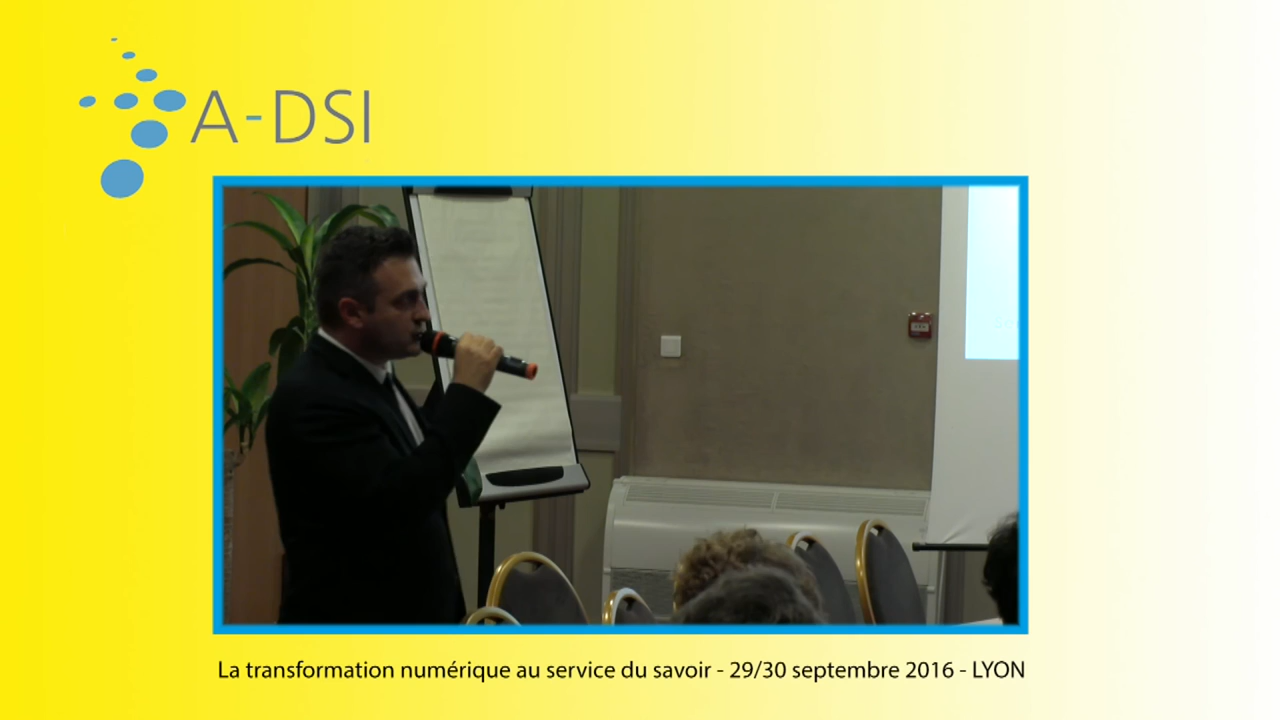 A-DSI
La transformation numérique au service du savoir - 29/30 septembre 2016 - LYON